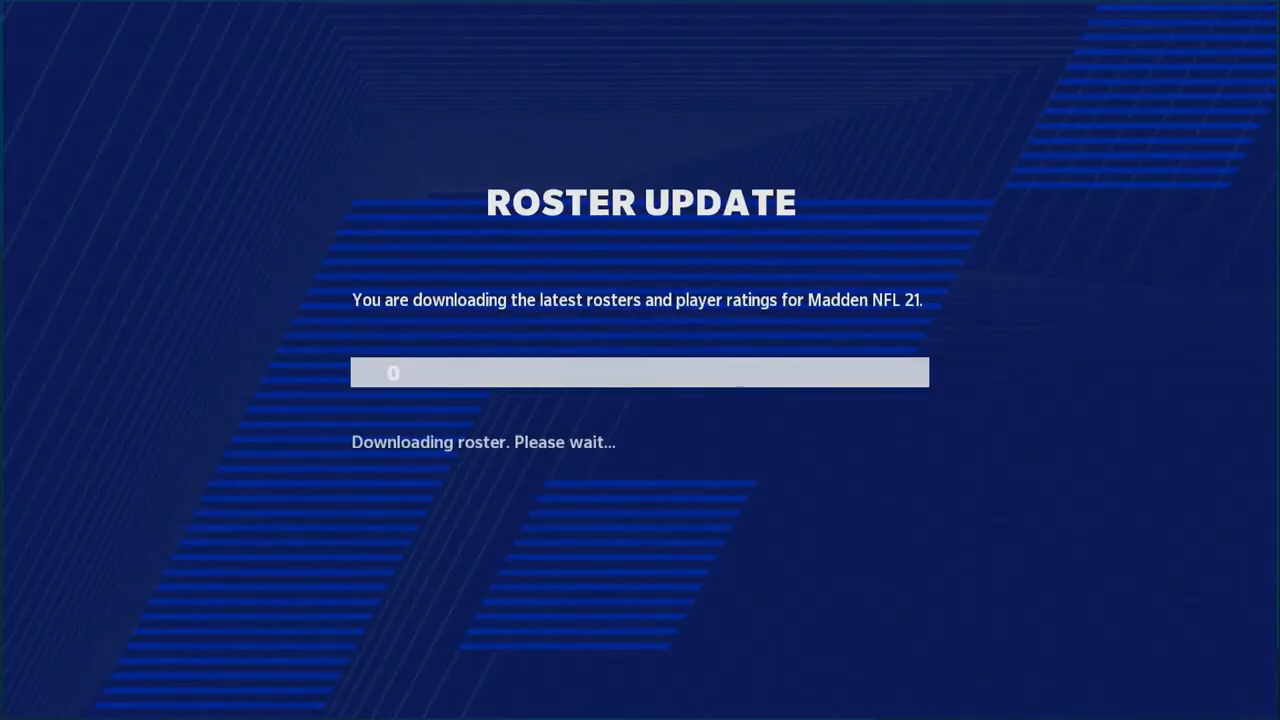 ROSTER UPDATE
You are downloading the latest rosters and player ratings for Madden NFL 21.
0
Downloading roster. Please wait...